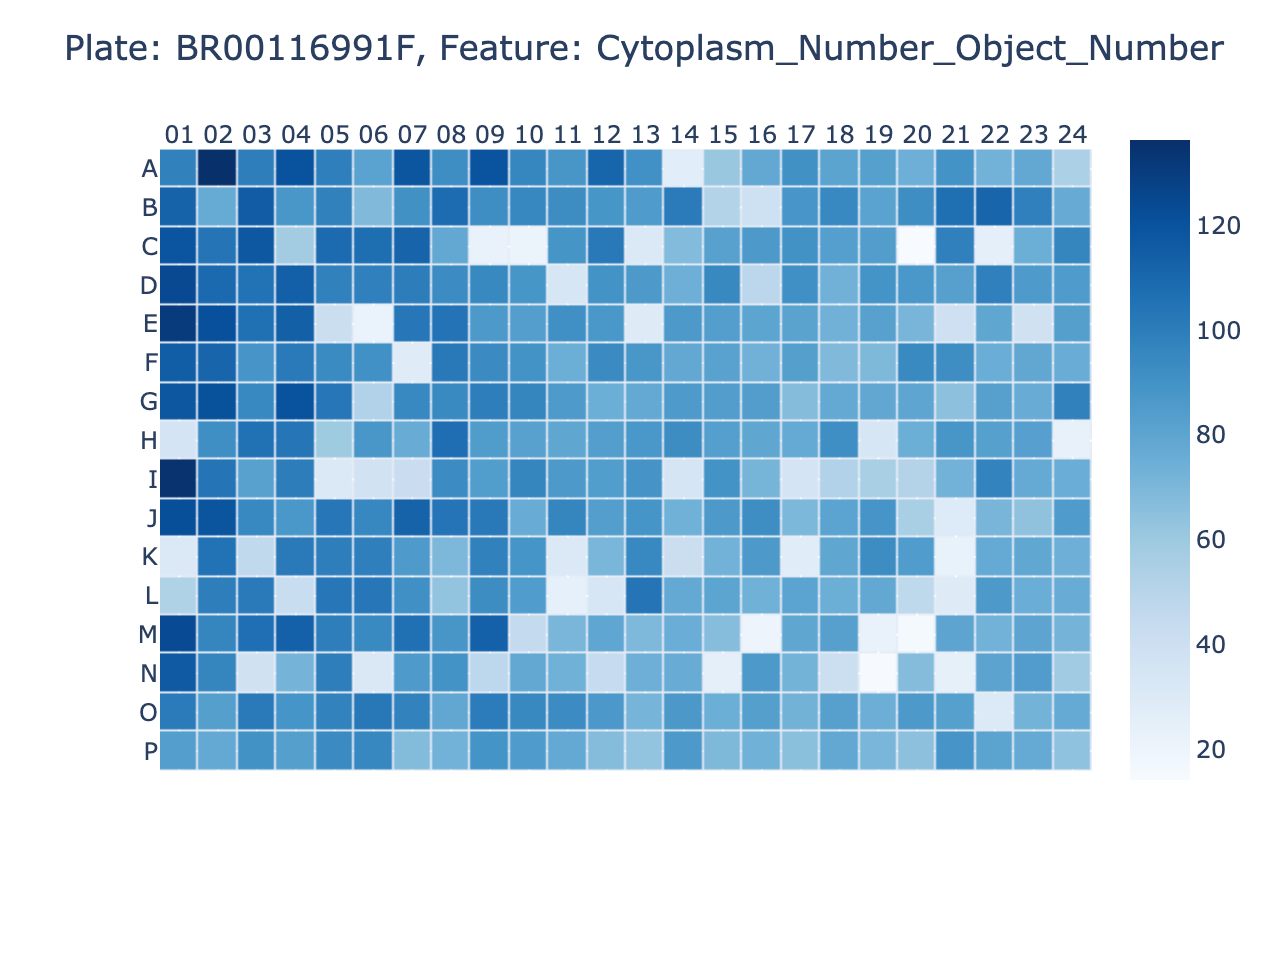 Plate: BR00116991F, Feature: Cytoplasm_Number_Object_Number
01 02 03 04 05 06 07 08 09 10 11 12 13 14 15 16 17 18 19 20 21 22 23 24
A
B
C
D
E
F
G
H
I
J
K
L
M
N
O
P
120
100
80
60
40
20